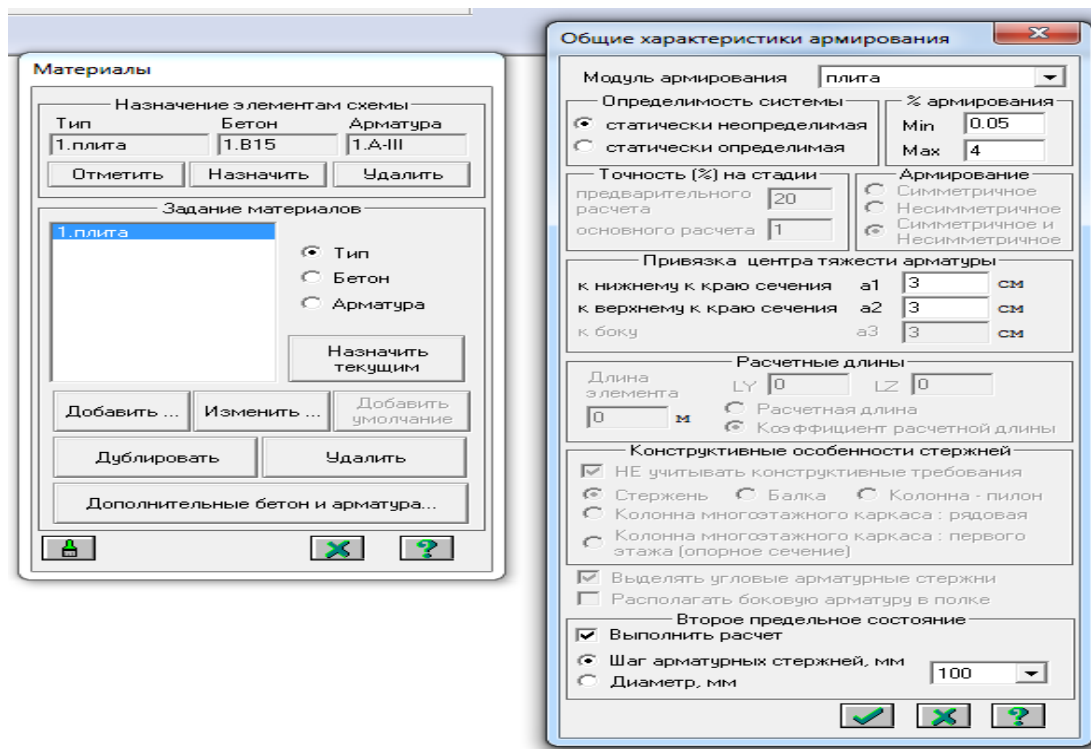 Материалы
Назначение элементам схемы
Тип Бетон Арматура
1.плита 1.В15 1.А-III
Отметить Назначить Удалить
Задание материалов
1.плита
Тип
Бетон
Арматура
Назначить
текущим
Добавить ... Изменить ... Добавить
умолчание
Дублировать Удалить
Дополнительные бетон и арматура...
Общие характеристики армирования
Модуль армирования плита
Определимость системы
статически неопределимая
статически определимая
% армирования
Min 0.05
Max 4
Точность (%) на стадии
предварительного
расчета 20
основного расчета 1
Армирование
Симметричное
Несимметричное
Симметричное и
Несимметричное
Привязка центра тяжести арматуры
к нижнему к краю сечения a1 3 см
к верхнему к краю сечения a2 3 см
к боку a3 3 см
Расчетные длины
Длина
элемента
0 м
LY 0 LZ 0
Расчетная длина
Коэффициент расчетной длины
Конструктивные особенности стержней
НЕ учитывать конструктивные требования
Стержень Балка Колонна - пилон
Колонна многоэтажного каркаса : рядовая
Колонна многоэтажного каркаса : первого
этажа (опорное сечение)
Выделять угловые арматурные стержни
Располагать боковую арматуру в полке
Второе предельное состояние
Выполнить расчет
Шаг арматурных стержней, мм
Диаметр, мм
100